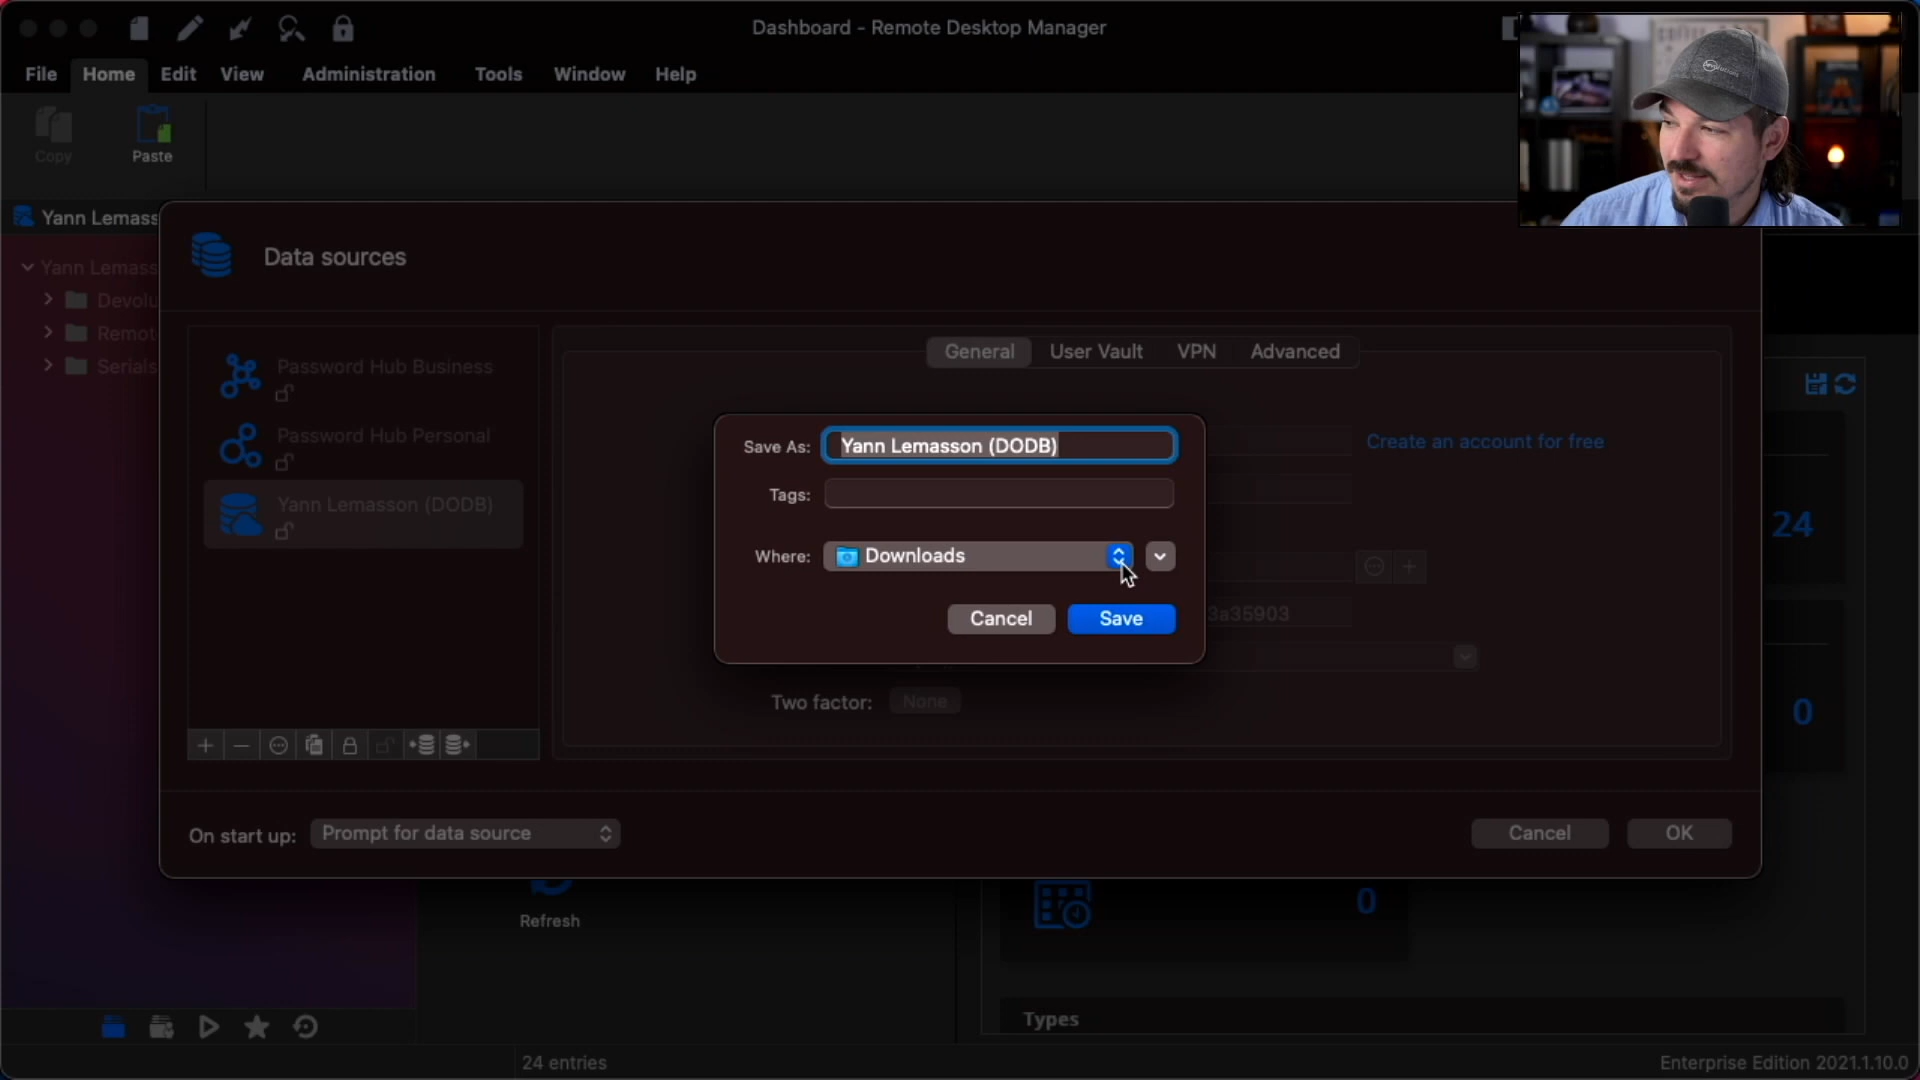 Dashboard - Remote Desktop Manager
File Home Edit View Administration Tools Window Help
Copy Paste
Yann Lemass
Yann Lemass
Devolu
Remot
Serials
Data sources
Password Hub Business
Password Hub Personal
Yann Lemasson (DODB)
General User Vault VPN Advanced
Create an account for free
Save As: Yann Lemasson (DODB)
Tags:
Where: Downloads
Cancel Save
3a35903
Two factor: None
24
0
On start up: Prompt for data source
Cancel OK
Refresh
0
Types
24 entries
Enterprise Edition 2021.1.10.0